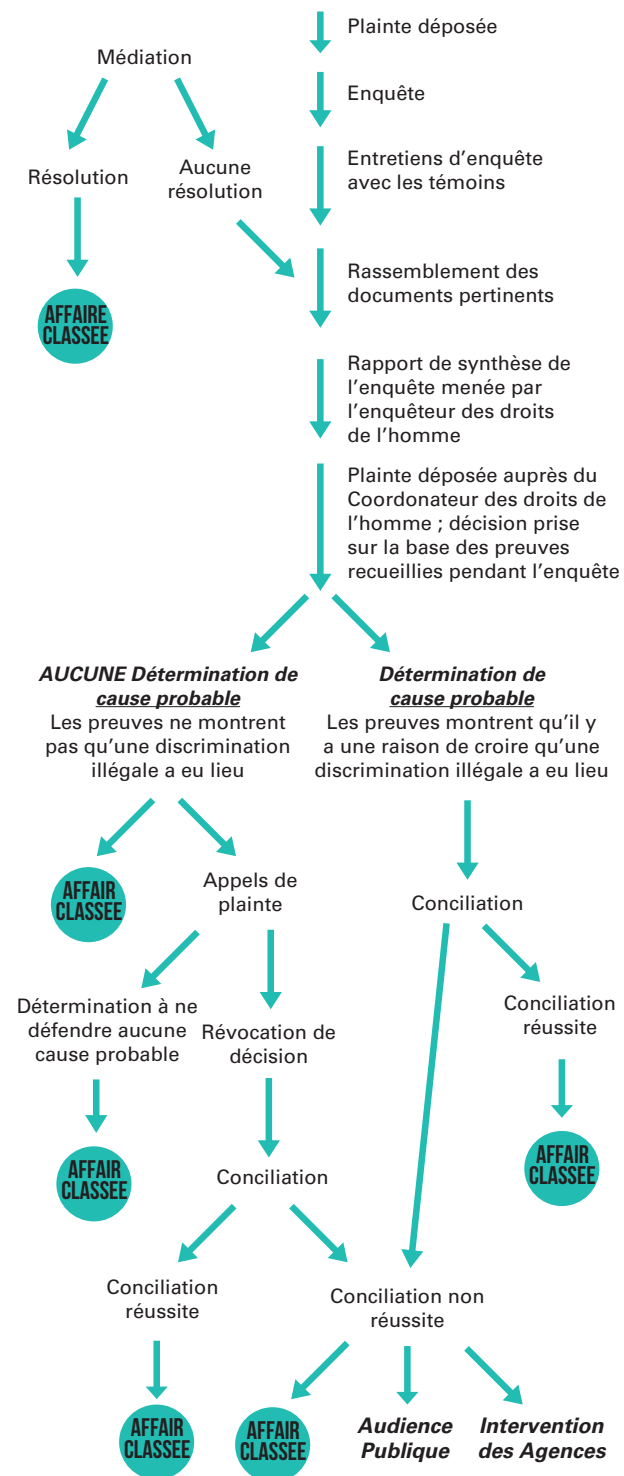 Plainte déposée
Médiation
Enquête
Entretiens d'enquête
avec les témoins
Résolution
Aucune
résolution
Rassemblement des
documents pertinents
AFFAIRE
CLASSEE
Rapport de synthèse de
l'enquête menée par
l'enquêteur des droits
de l'homme
Plainte déposée auprès du
Coordonateur des droits de
l'homme ; décision prise
sur la base des preuves
recueillies pendant l'enquête
AUCUNE Détermination de
cause probable
Les preuves ne montrent
pas qu'une discrimination
illégale a eu lieu
Détermination de
cause probable
Les preuves montrent qu'il y
a une raison de croire qu'une
discrimination illégale a eu lieu
AFFAIR
CLASSEE
Appels de
plainte
Conciliation
Détermination à ne
défendre aucune
cause probable
Révocation de
décision
Conciliation
réussite
AFFAIR
CLASSEE
AFFAIR
CLASSEE
Conciliation
Conciliation
réussite
Conciliation non
réussite
AFFAIR
CLASSEE
AFFAIR
CLASSEE
Audience
Publique
Intervention
des Agences